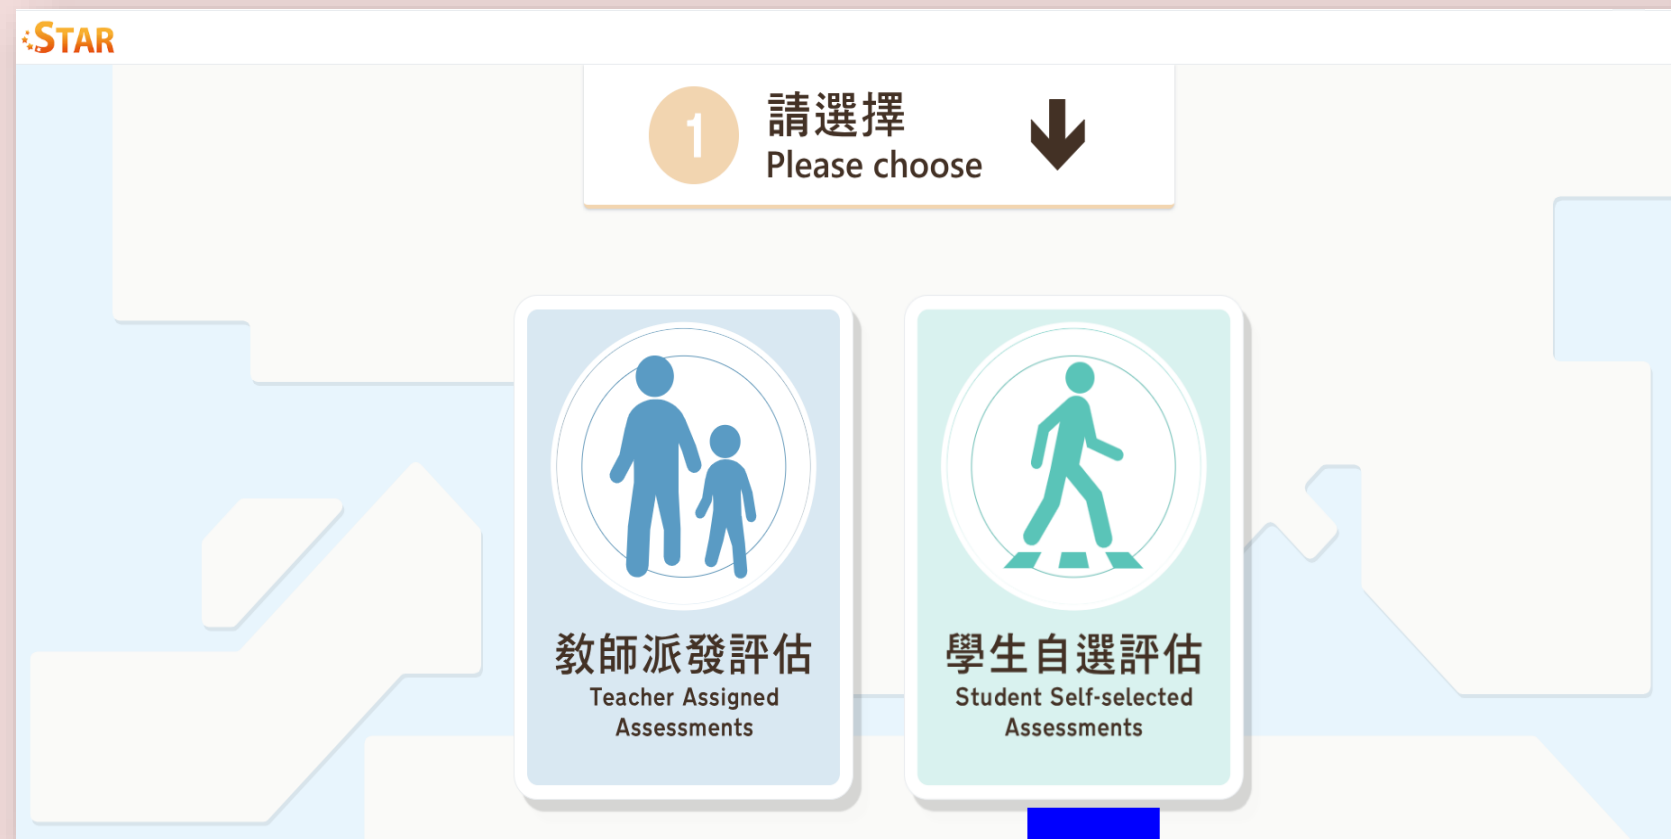 STAR
1
請選擇
Please choose
教師派發評估
Teacher Assigned
Assessments
學生自選評估
Student Self-selected
Assessments